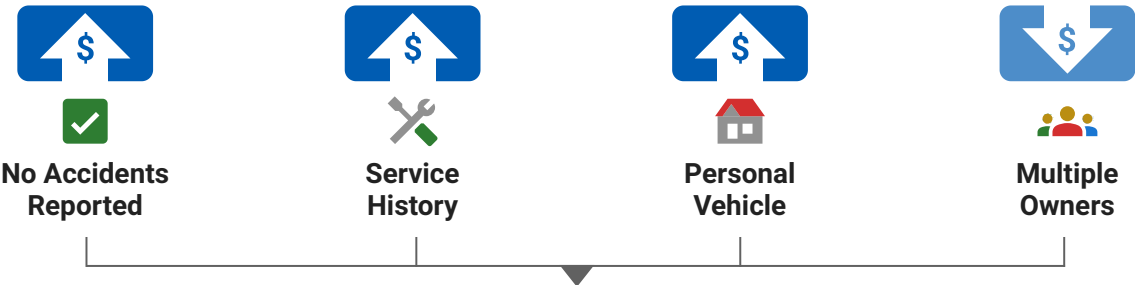 $
$
$
$
No Accidents
Reported
Service
History
Personal
Vehicle
Multiple
Owners